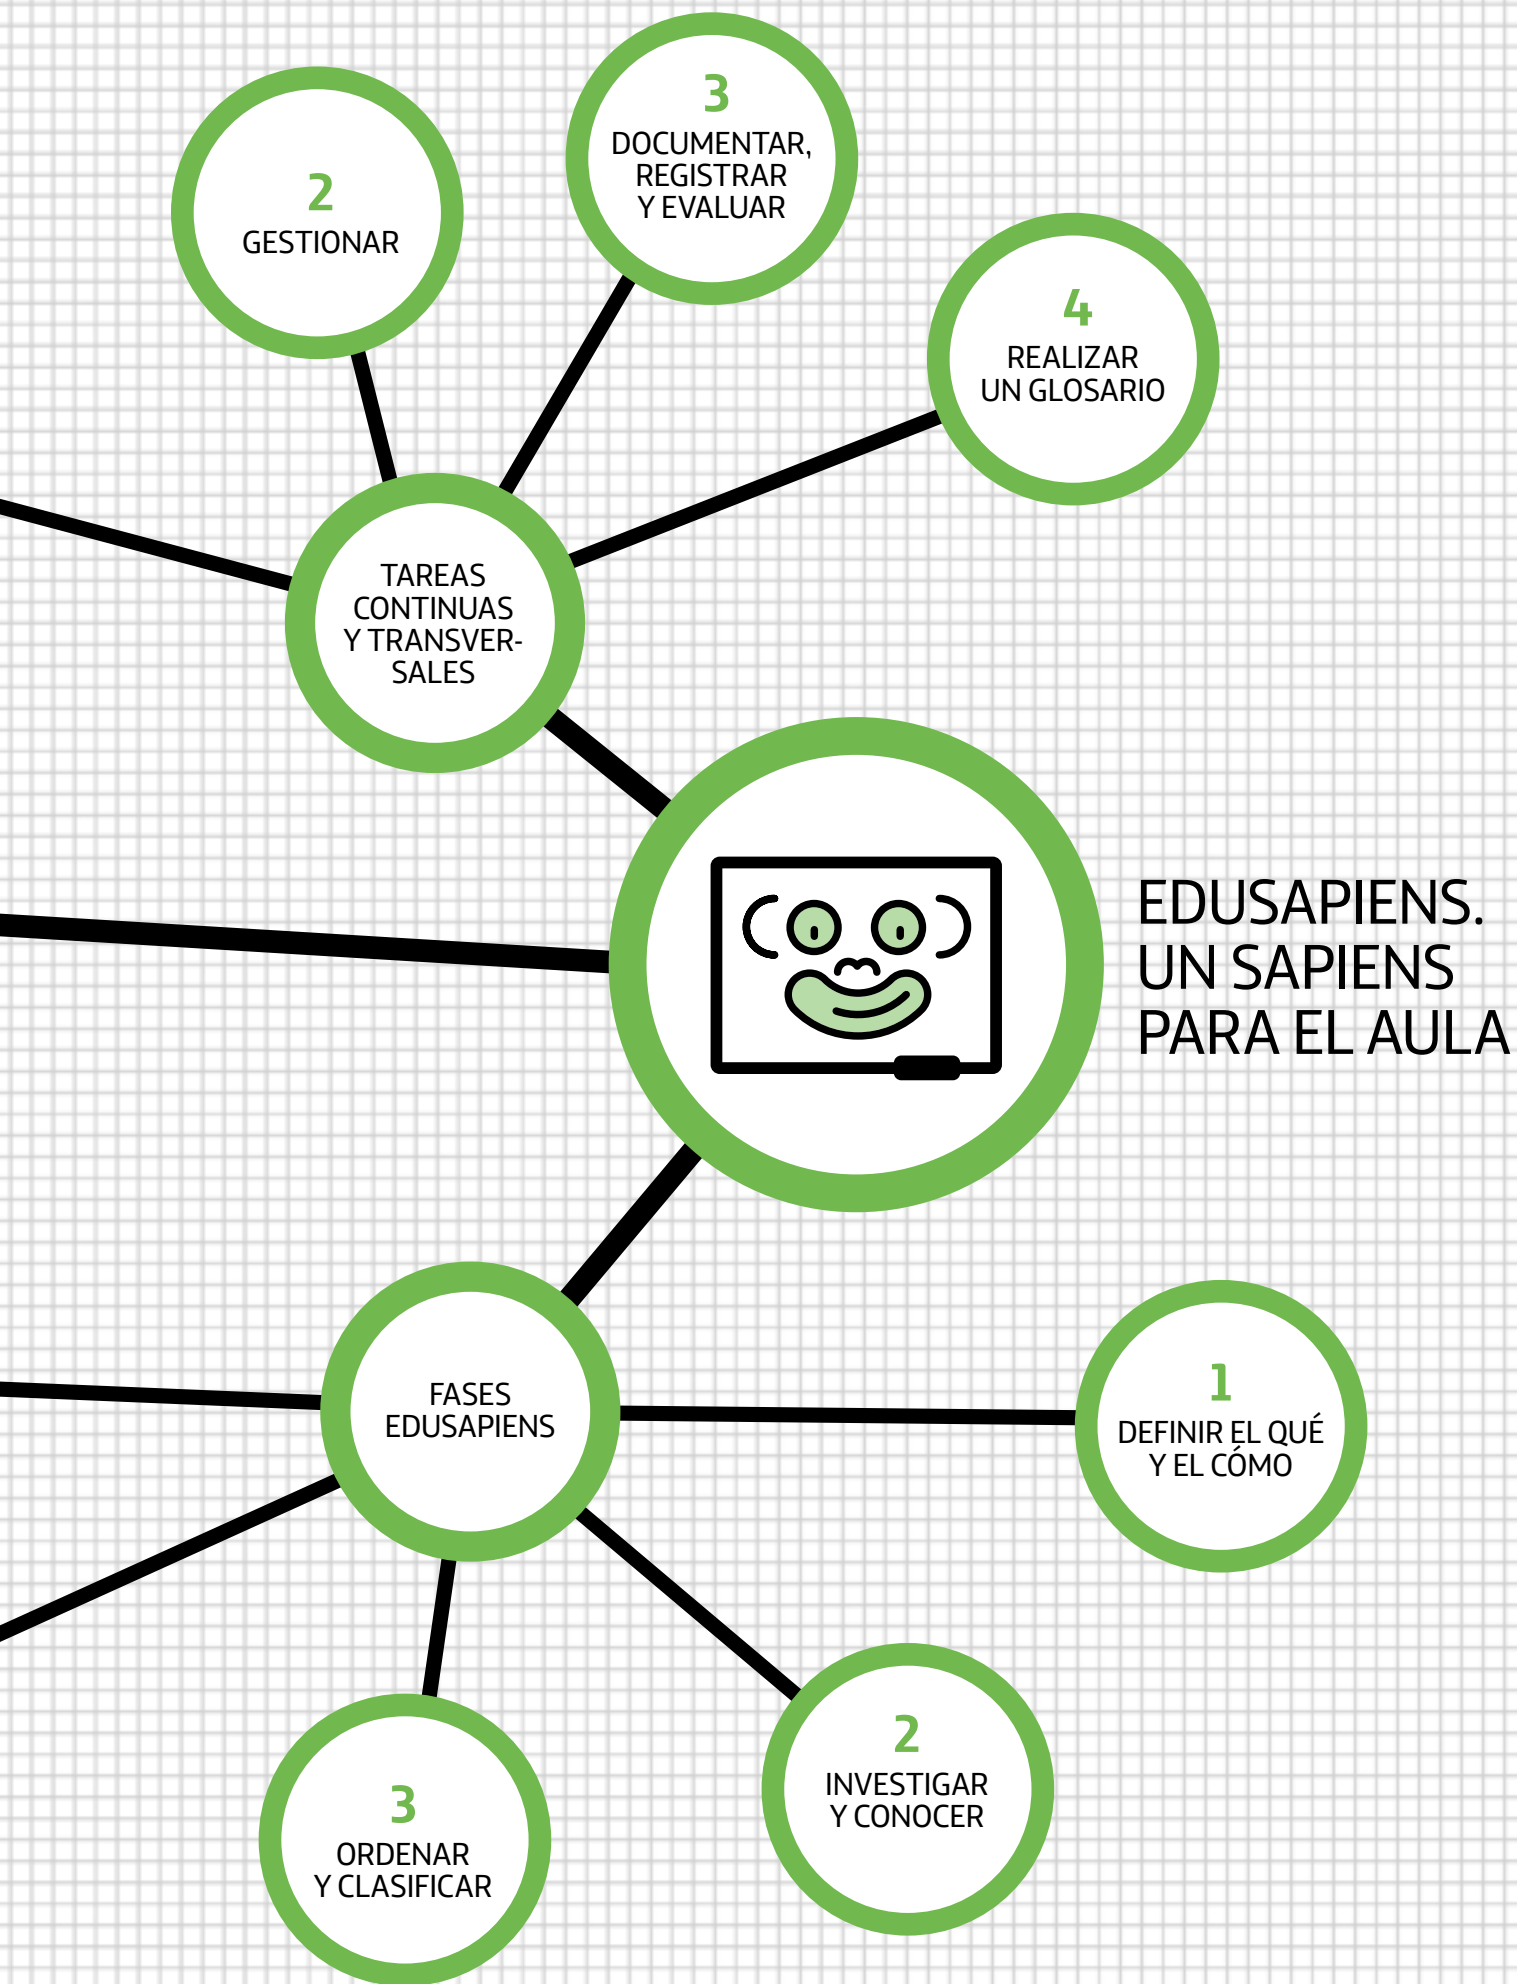 3
DOCUMENTAR,
REGISTRAR
Y EVALUAR
2
GESTIONAR
4
REALIZAR
UN GLOSARIO
TAREAS
CONTINUAS
Y TRANSVER-
SALES
EDUSAPIENS.
UN SAPIENS
PARA EL AULA
FASES
EDUSAPIENS
1
DEFINIR EL QUÉ
Y EL CÓMO
2
INVESTIGAR
Y CONOCER
3
ORDENAR
Y CLASIFICAR